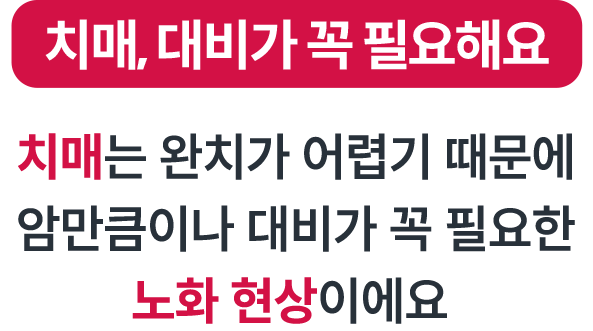 치매, 대비가 꼭 필요해요
치매는 완치가 어렵기 때문에
암만큼이나 대비가 꼭 필요한
노화 현상이에요